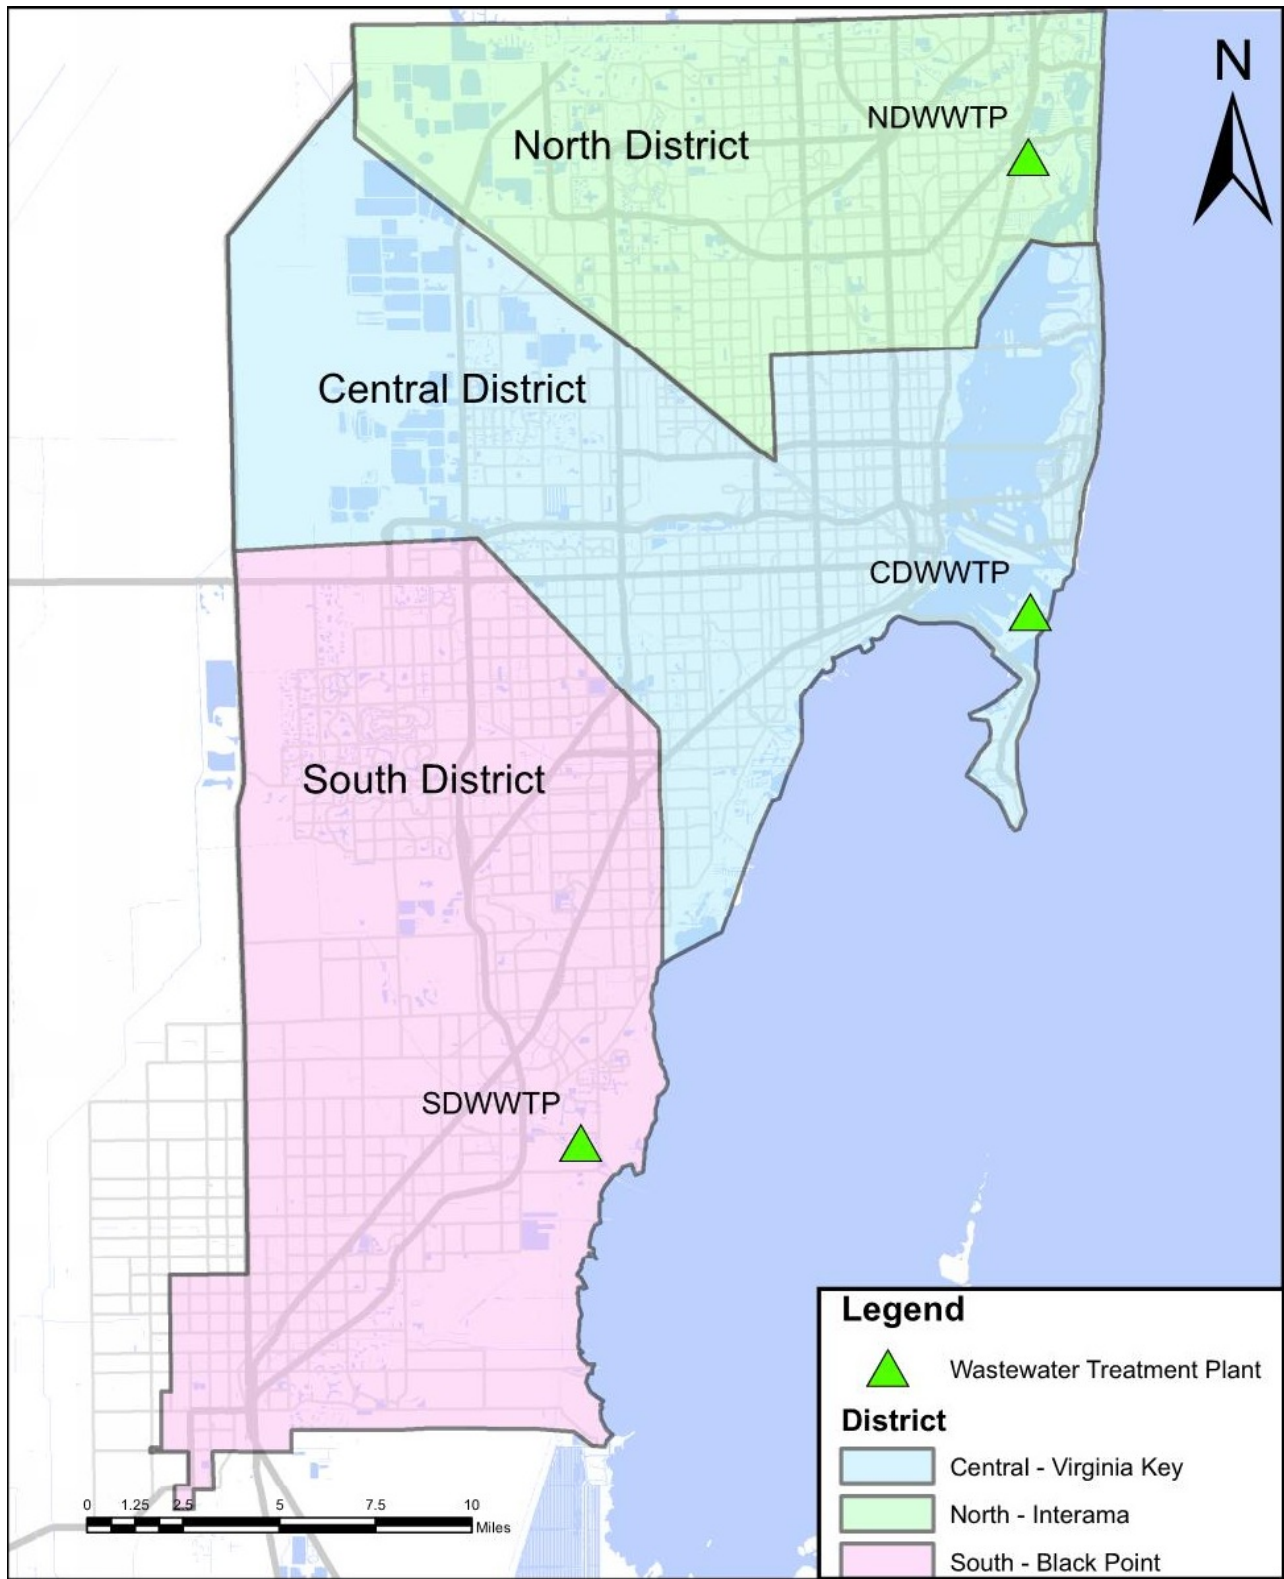 N
NDWWTP
North District
Central District
CDWWTP
South District
SDWWTP
Legend
Wastewater Treatment Plant
District
Central - Virginia Key
North - Interama
South - Black Point
0 1.25 2.5 5 7.5 10
Miles